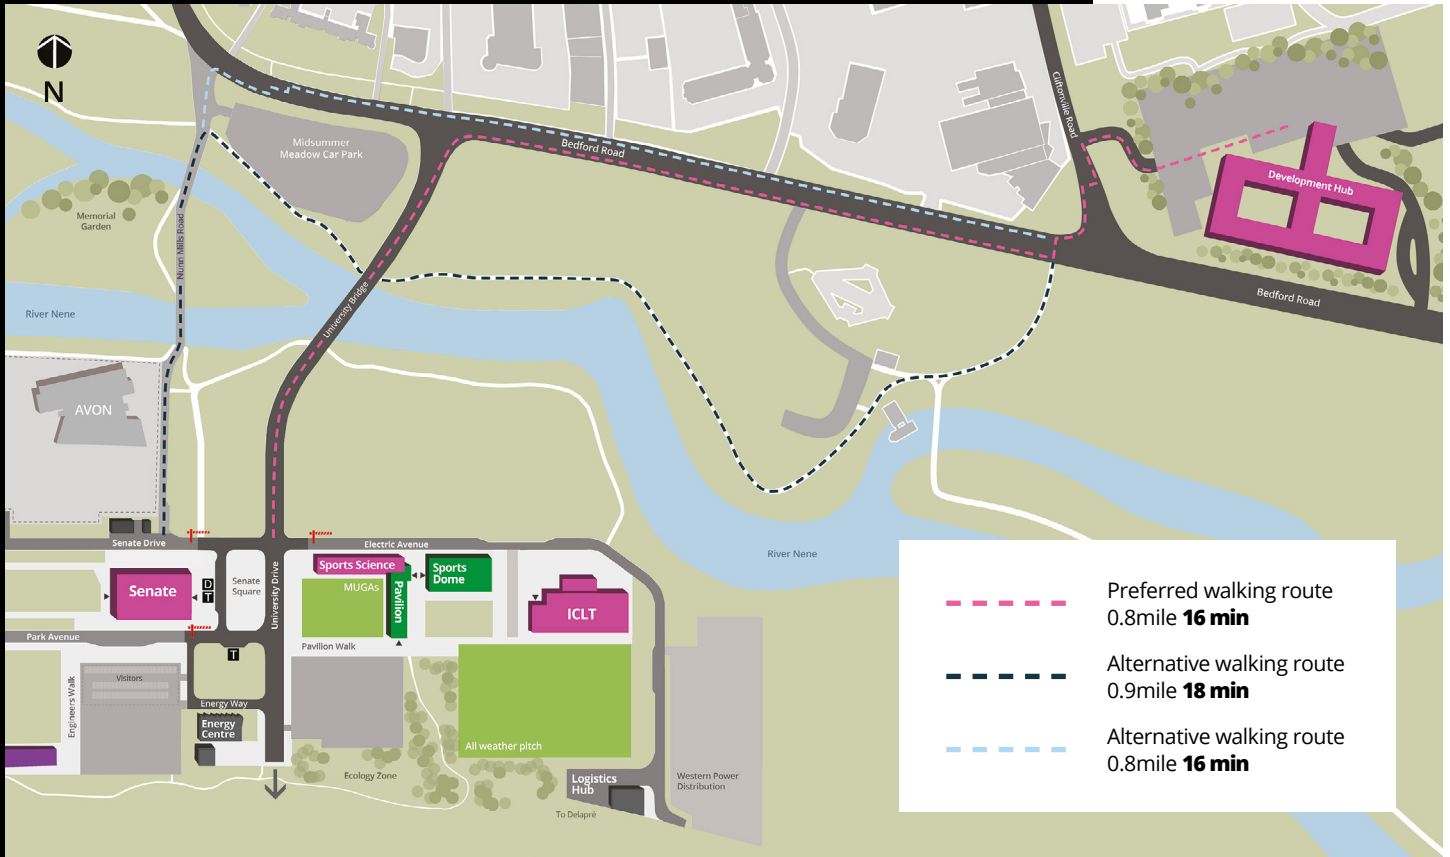 N
Midsummer
Meadow Car Park
Bedford Road
Cliftonville Road
Development Hub
Bedford Road
Memorial
Garden
Nunn Mills Road
University Bridge
River Nene
AVON
River Nene
Senate Drive
Electric Avenue
Senate
D
T
Senate
Square
University Drive
Sports Science
MUGAs
Pavilion
Sports
Dome
ICLT
Park Avenue
Pavilion Walk
T
Engineers Walk
Visitors
Energy Way
Energy
Centre
All weather pitch
Ecology Zone
Logistics
Hub
To Delapré
Western Power
Distribution
Preferred walking route
0.8mile 16 min
Alternative walking route
0.9mile 18 min
Alternative walking route
0.8mile 16 min